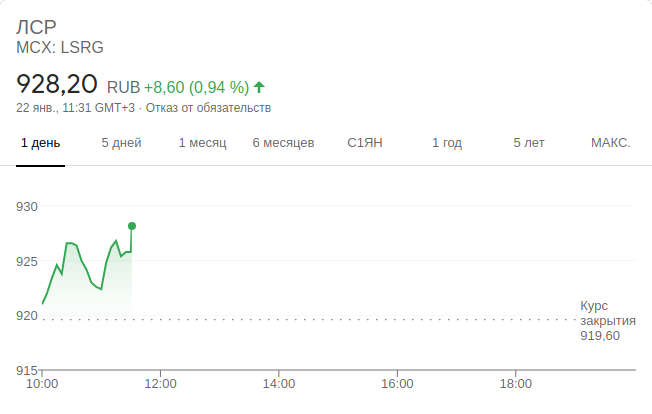 ЛСР
MCX: LSRG
928,20 RUB +8,60 (0,94 %)
22 янв., 11:31 GMT+3 · Отказ от обязательств
1 день 5 дней 1 месяц 6 месяцев С1ЯН 1 год 5 лет МАКС.
930
925
920
915
Курс
закрытия
919,60
10:00 12:00 14:00 16:00 18:00